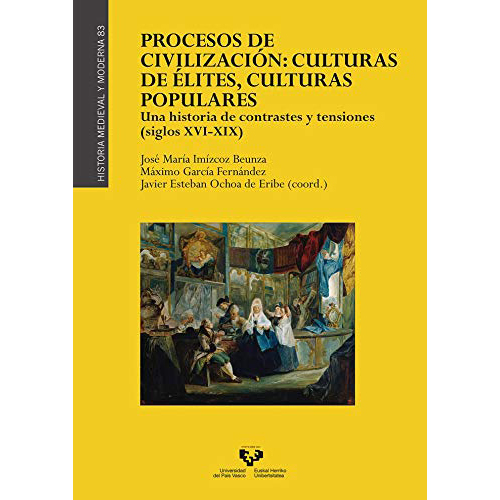 HISTORIA MEDIEVAL Y MODERNA 83
PROCESOS DE
CIVILIZACIÓN: CULTURAS
DE ÉLITES, CULTURAS
POPULARES
Una historia de contrastes y tensiones
(siglos XVI-XIX)
José María Imízcoz Beunza
Máximo García Fernández
Javier Esteban Ochoa de Eribe (coord.)
Universidad Euskal Herriko
del País Vasco Unibertsitatea